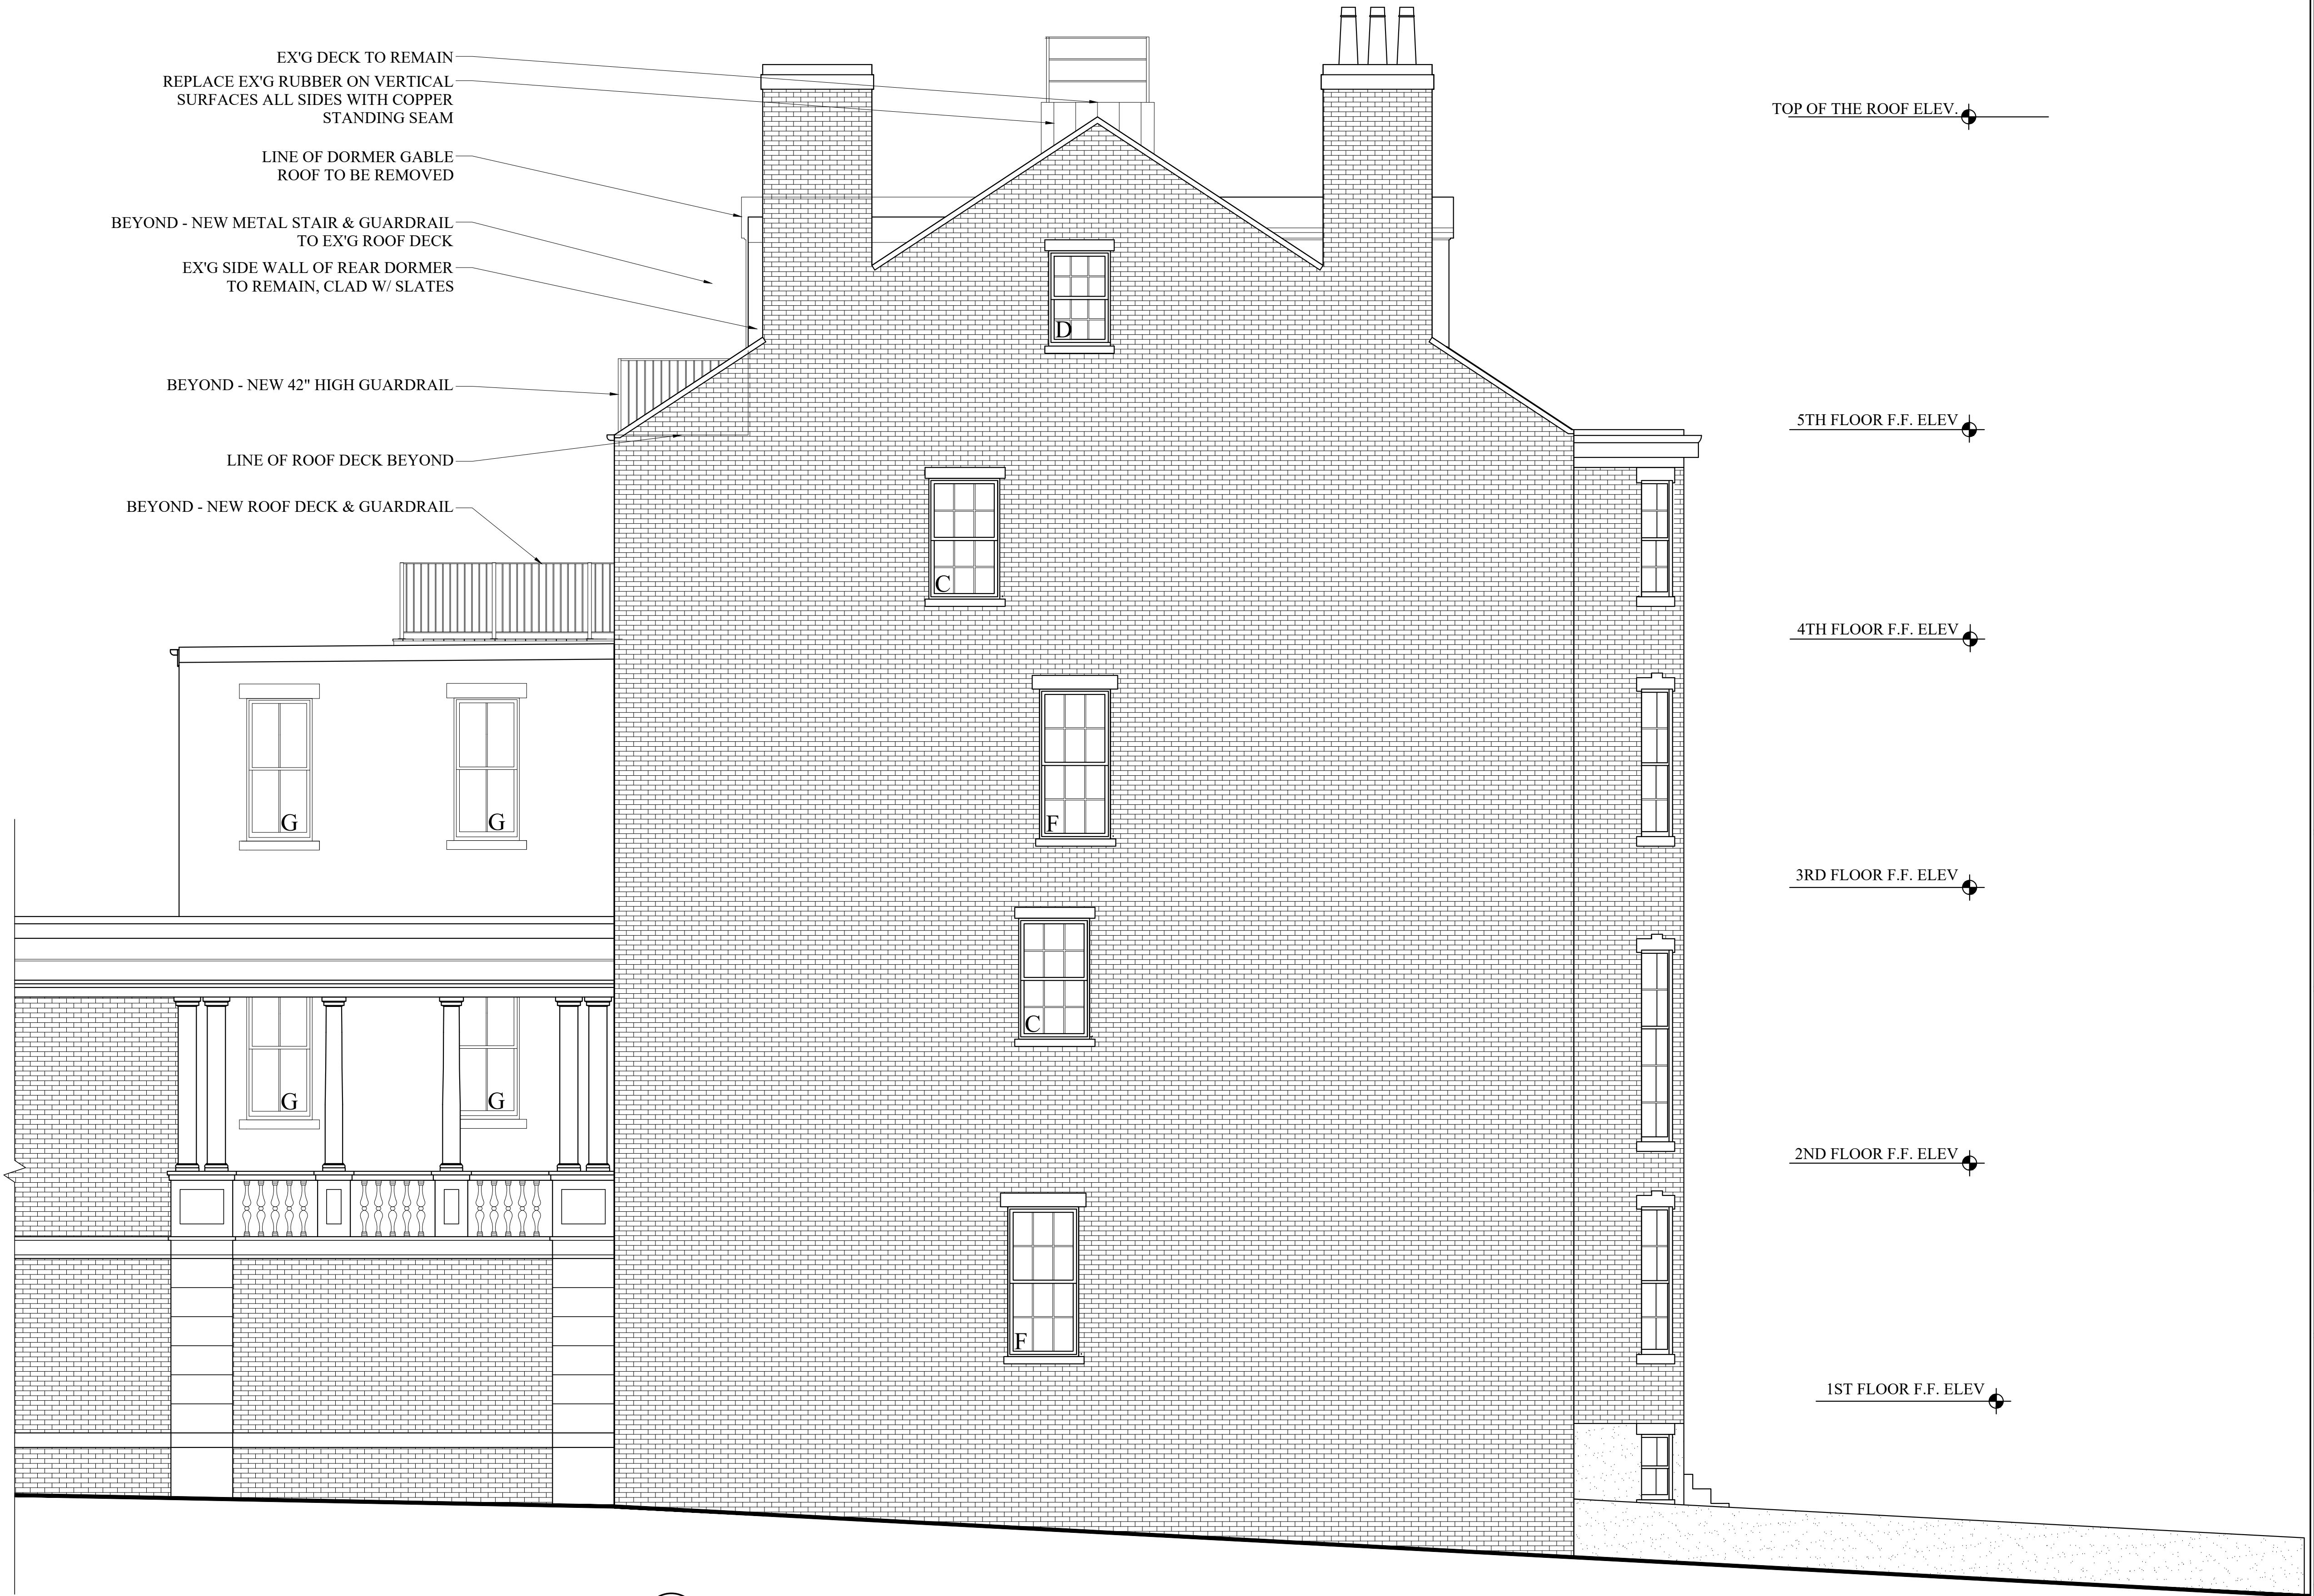 EX'G DECK TO REMAIN
REPLACE EX'G RUBBER ON VERTICAL
SURFACES ALL SIDES WITH COPPER
STANDING SEAM
LINE OF DORMER GABLE
ROOF TO BE REMOVED
BEYOND - NEW METAL STAIR & GUARDRAIL
TO EX'G ROOF DECK
EX'G SIDE WALL OF REAR DORMER
TO REMAIN, CLAD W/ SLATES
BEYOND - NEW 42" HIGH GUARDRAIL
LINE OF ROOF DECK BEYOND
BEYOND - NEW ROOF DECK & GUARDRAIL
D
C
F
C
F
G
G
G
G
TOP OF THE ROOF ELEV.
5TH FLOOR F.F. ELEV
4TH FLOOR F.F. ELEV
3RD FLOOR F.F. ELEV
2ND FLOOR F.F. ELEV
1ST FLOOR F.F. ELEV